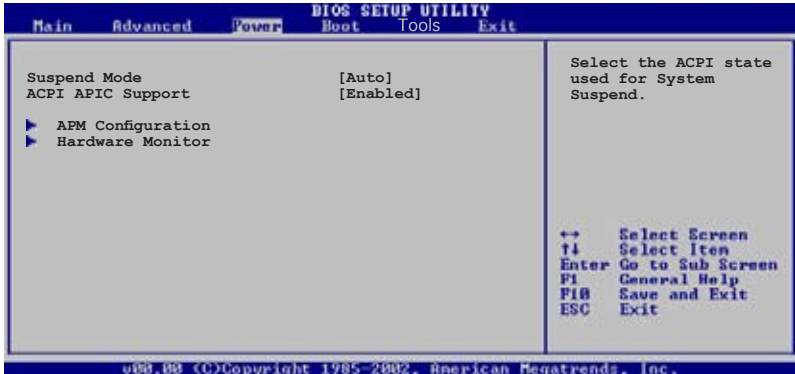 BIOS SETUP UTILITY
Main Advanced Power Boot Tools Exit
Suspend Mode [Auto]
ACPI APIC Support [Enabled]
APM Configuration
Hardware Monitor
Select the ACPI state
used for System
Suspend.
←→ Select Screen
↑↓ Select Item
Enter Go to Sub Screen
F1 General Help
F10 Save and Exit
ESC Exit
v00.00 (C)Copyright 1985-2002, American Megatrends, Inc.